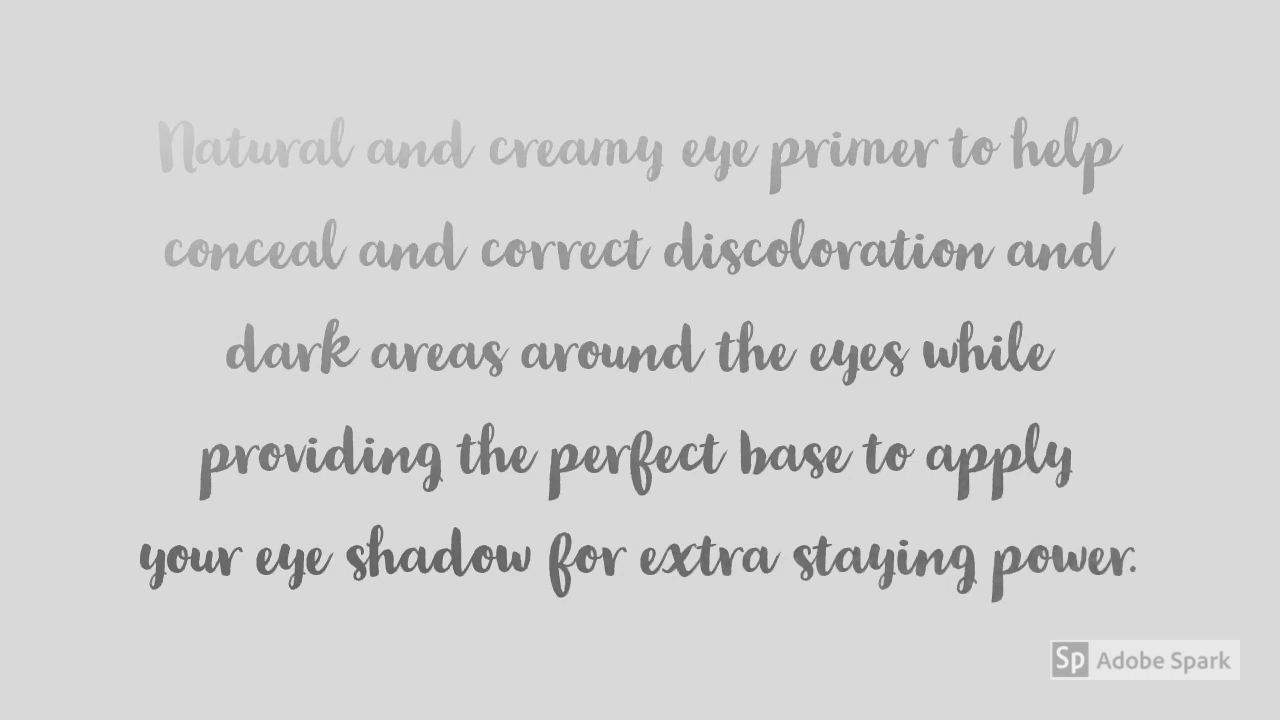 Natural and creamy eye primer to help
conceal and correct discoloration and
dark areas around the eyes while
providing the perfect base to apply
your eye shadow for extra staying power.
Sp Adobe Spark